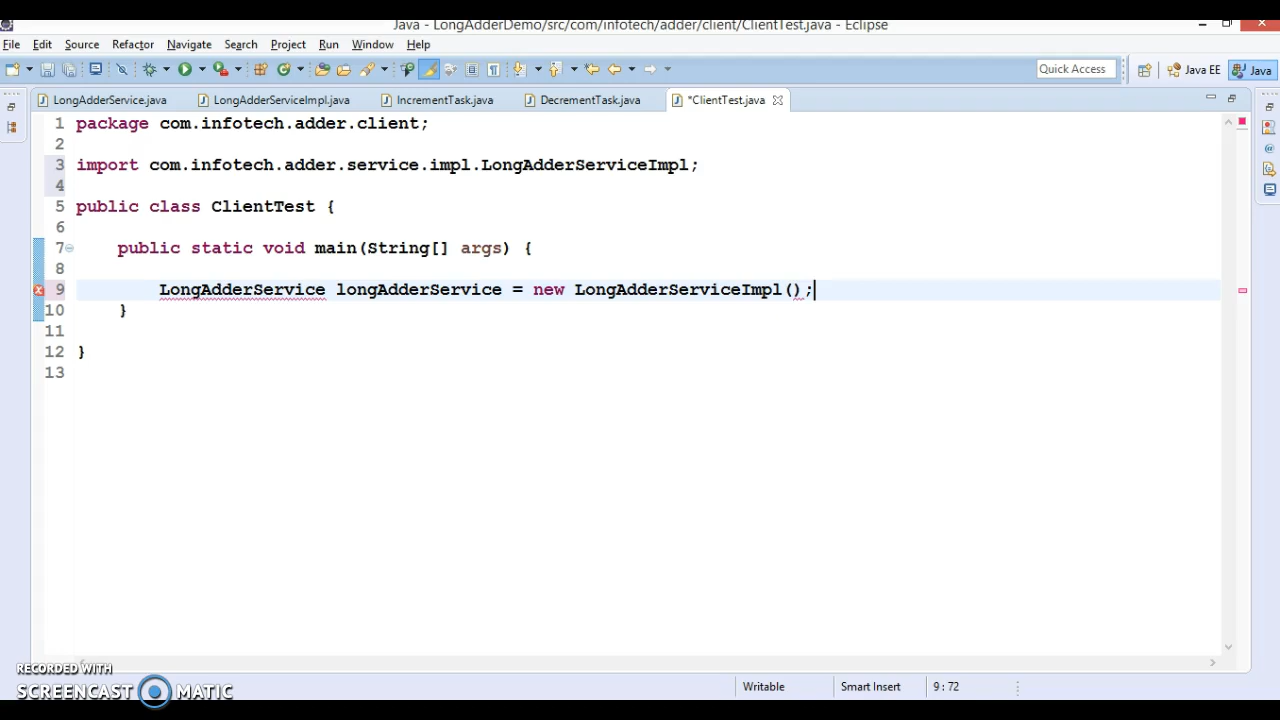 Java - LongAdderDemo/src/com/infotech/adder/client/ClientTest.java - Eclipse
File Edit Source Refactor Navigate Search Project Run Window Help
Quick Access Java EE Java
LongAdderService.java LongAdderServiceImpl.java IncrementTask.java DecrementTask.java *ClientTest.java
1 package com.infotech.adder.client;
2
3 import com.infotech.adder.service.impl.LongAdderServiceImpl;
4
5 public class ClientTest {
6
7 public static void main(String[] args) {
8
9 LongAdderService longAdderService = new LongAdderServiceImpl();
10 }
11
12 }
13
RECORDED WITH
SCREENCAST MATIC
Writable Smart Insert 9 : 72